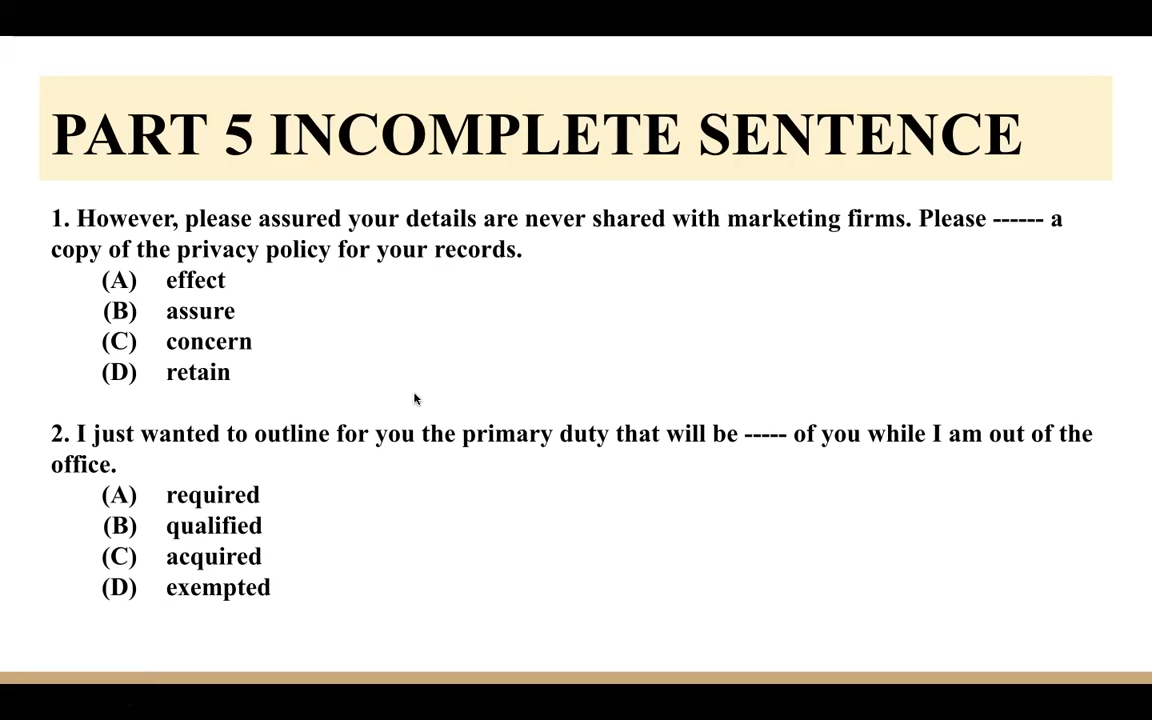 PART 5 INCOMPLETE SENTENCE
1. However, please assured your details are never shared with marketing firms. Please ------ a
copy of the privacy policy for your records.
(A) effect
(B) assure
(C) concern
(D) retain
2. I just wanted to outline for you the primary duty that will be ----- of you while I am out of the
office.
(A) required
(B) qualified
(C) acquired
(D) exempted